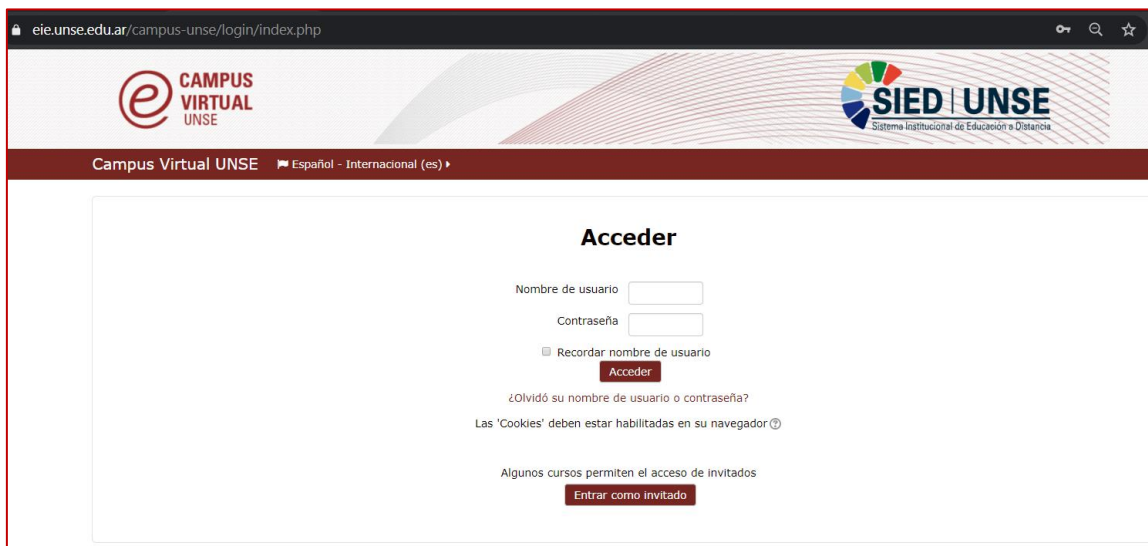 eie.unse.edu.ar/campus-unse/login/index.php
CAMPUS
VIRTUAL
UNSE
SIED | UNSE
Sistema Institucional de Educación a Distancia
Campus Virtual UNSE Español - Internacional (es)
Acceder
Nombre de usuario
Contraseña
Recordar nombre de usuario
Acceder
¿Olvidó su nombre de usuario o contraseña?
Las 'Cookies' deben estar habilitadas en su navegador
Algunos cursos permiten el acceso de invitados
Entrar como invitado